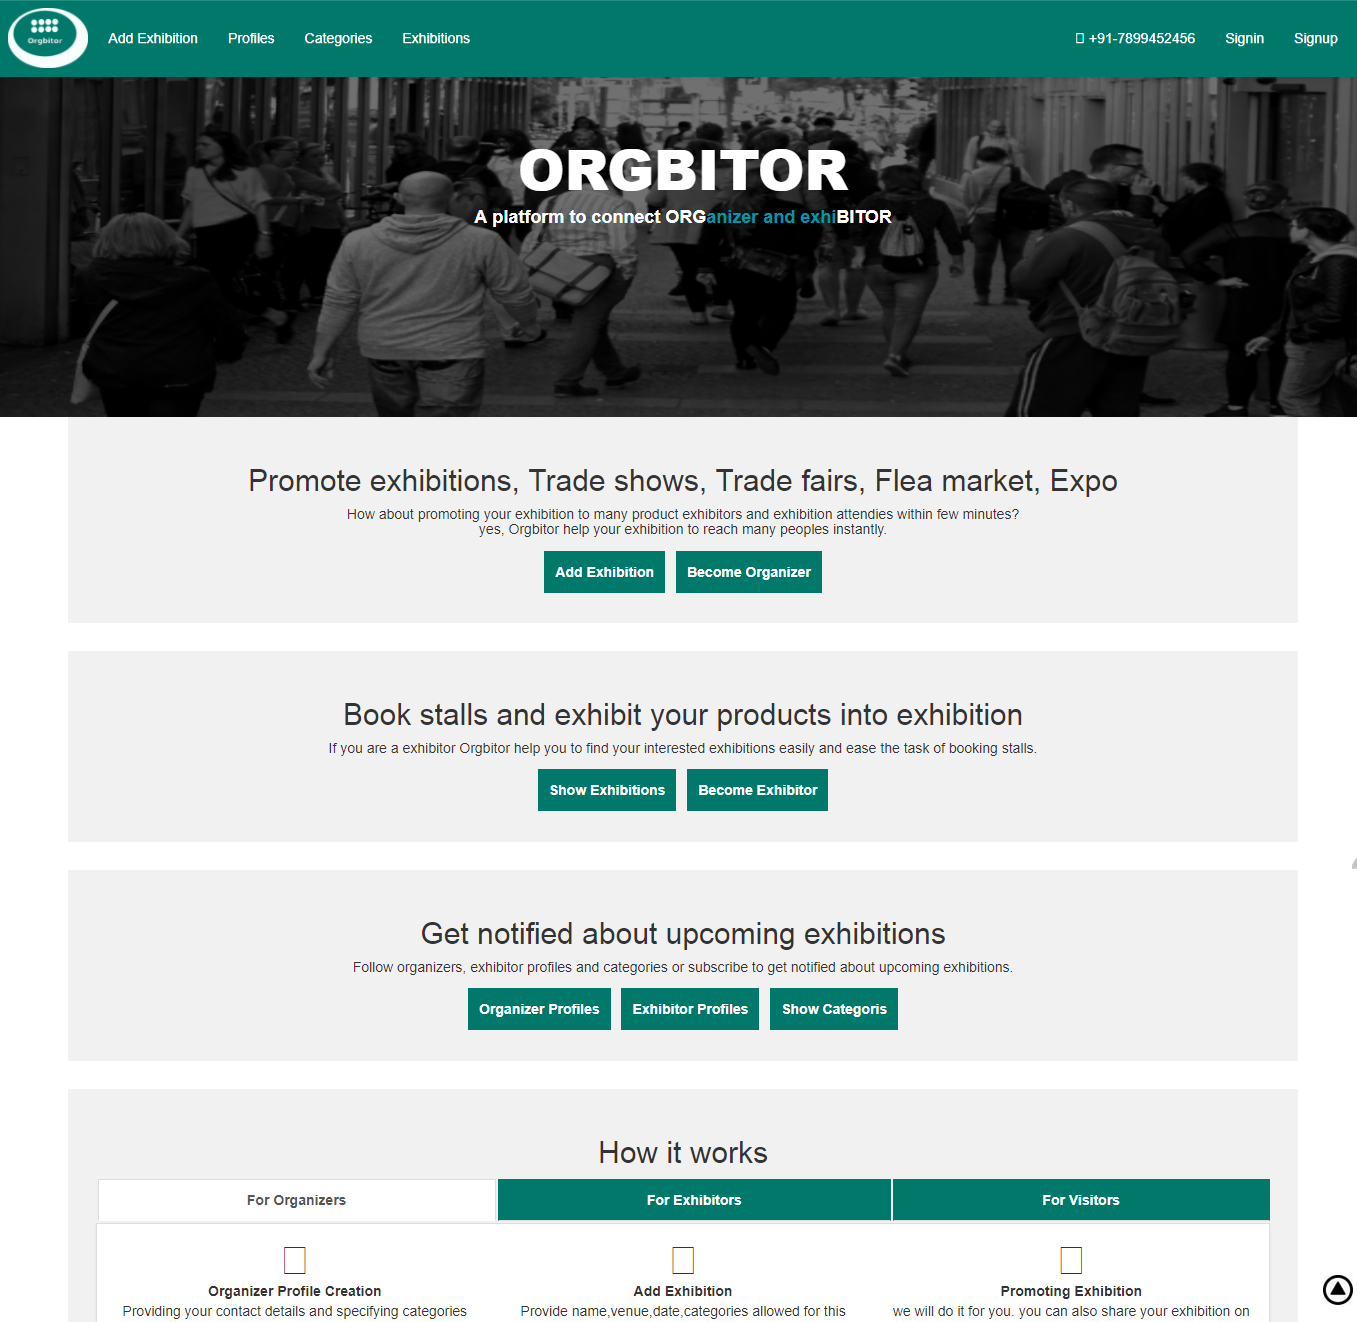 Orgbitor
Add Exhibition
Profiles
Categories
Exhibitions
+91-7899452456
Signin
Signup
ORGBITOR
A platform to connect ORGanizer and exhiBITOR
Promote exhibitions, Trade shows, Trade fairs, Flea market, Expo
How about promoting your exhibition to many product exhibitors and exhibition attendies within few minutes?
yes, Orgbitor help your exhibition to reach many peoples instantly.
Add Exhibition
Become Organizer
Book stalls and exhibit your products into exhibition
If you are a exhibitor Orgbitor help you to find your interested exhibitions easily and ease the task of booking stalls.
Show Exhibitions
Become Exhibitor
Get notified about upcoming exhibitions
Follow organizers, exhibitor profiles and categories or subscribe to get notified about upcoming exhibitions.
Organizer Profiles
Exhibitor Profiles
Show Categoris
How it works
For Organizers
For Exhibitors
For Visitors
Organizer Profile Creation
Providing your contact details and specifying categories
Add Exhibition
Provide name,venue,date,categories allowed for this
Promoting Exhibition
we will do it for you. you can also share your exhibition on